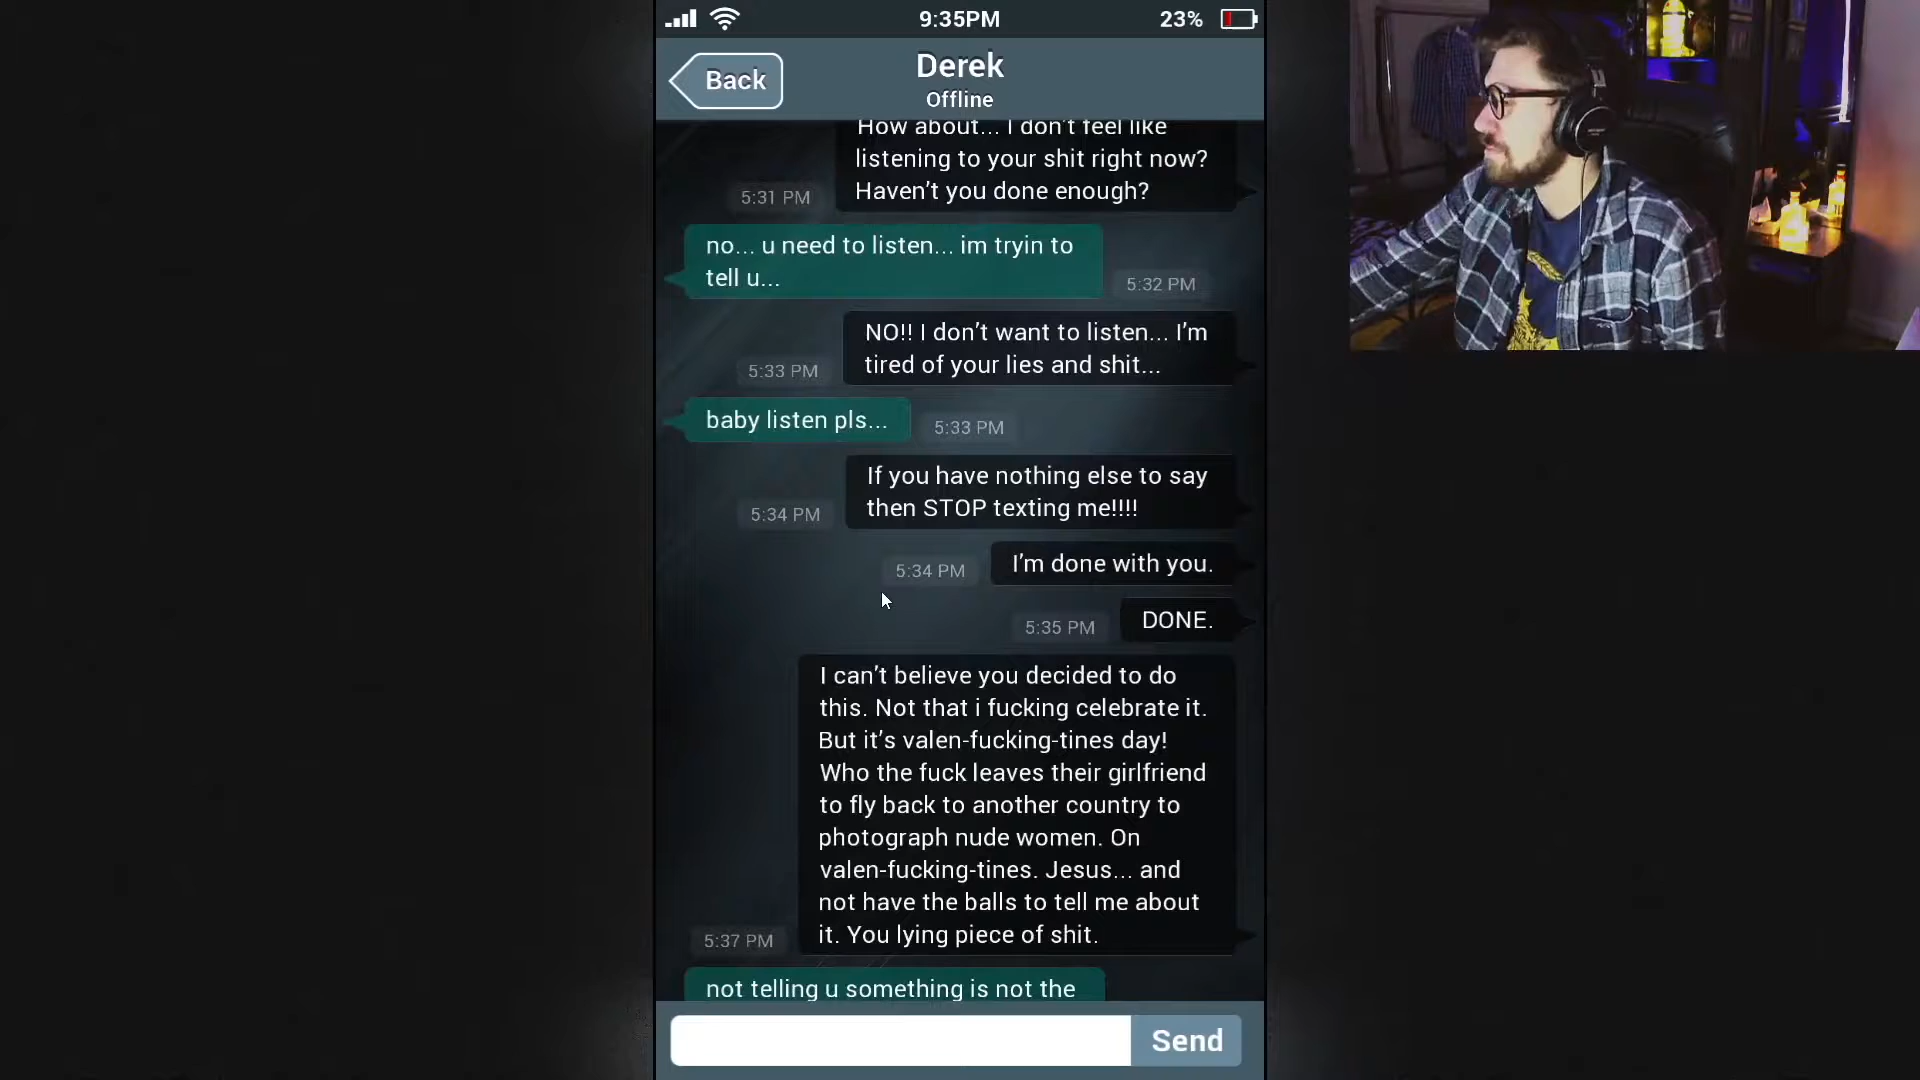 9:35PM
23%
Back
Derek
Offline
How about... I don't feel like
listening to your shit right now?
Haven't you done enough?
5:31 PM
no... u need to listen... im tryin to
tell u...
5:32 PM
NO!! I don't want to listen... I'm
tired of your lies and shit...
5:33 PM
baby listen pls...
5:33 PM
If you have nothing else to say
then STOP texting me!!!!
5:34 PM
I'm done with you.
5:34 PM
DONE.
5:35 PM
I can't believe you decided to do
this. Not that i fucking celebrate it.
But it's valen-fucking-tines day!
Who the fuck leaves their girlfriend
to fly back to another country to
photograph nude women. On
valen-fucking-tines. Jesus... and
not have the balls to tell me about
it. You lying piece of shit.
5:37 PM
not telling u something is not the
Send